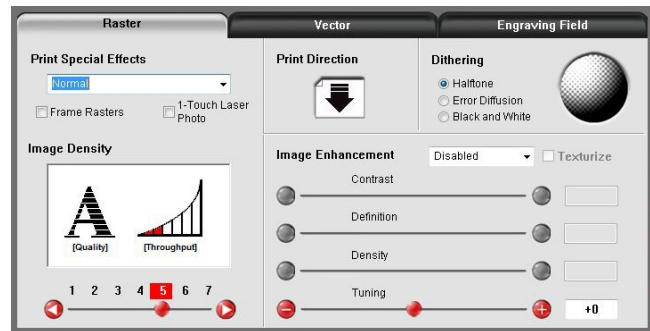 Raster
Vector
Engraving Field
Print Special Effects
Normal
Frame Rasters
1-Touch Laser
Photo
Image Density
A
[Quality]
[Throughput]
1 2 3 4 5 6 7
Print Direction
Dithering
Halftone
Error Diffusion
Black and White
Image Enhancement
Disabled
Texturize
Contrast
Definition
Density
Tuning
+0